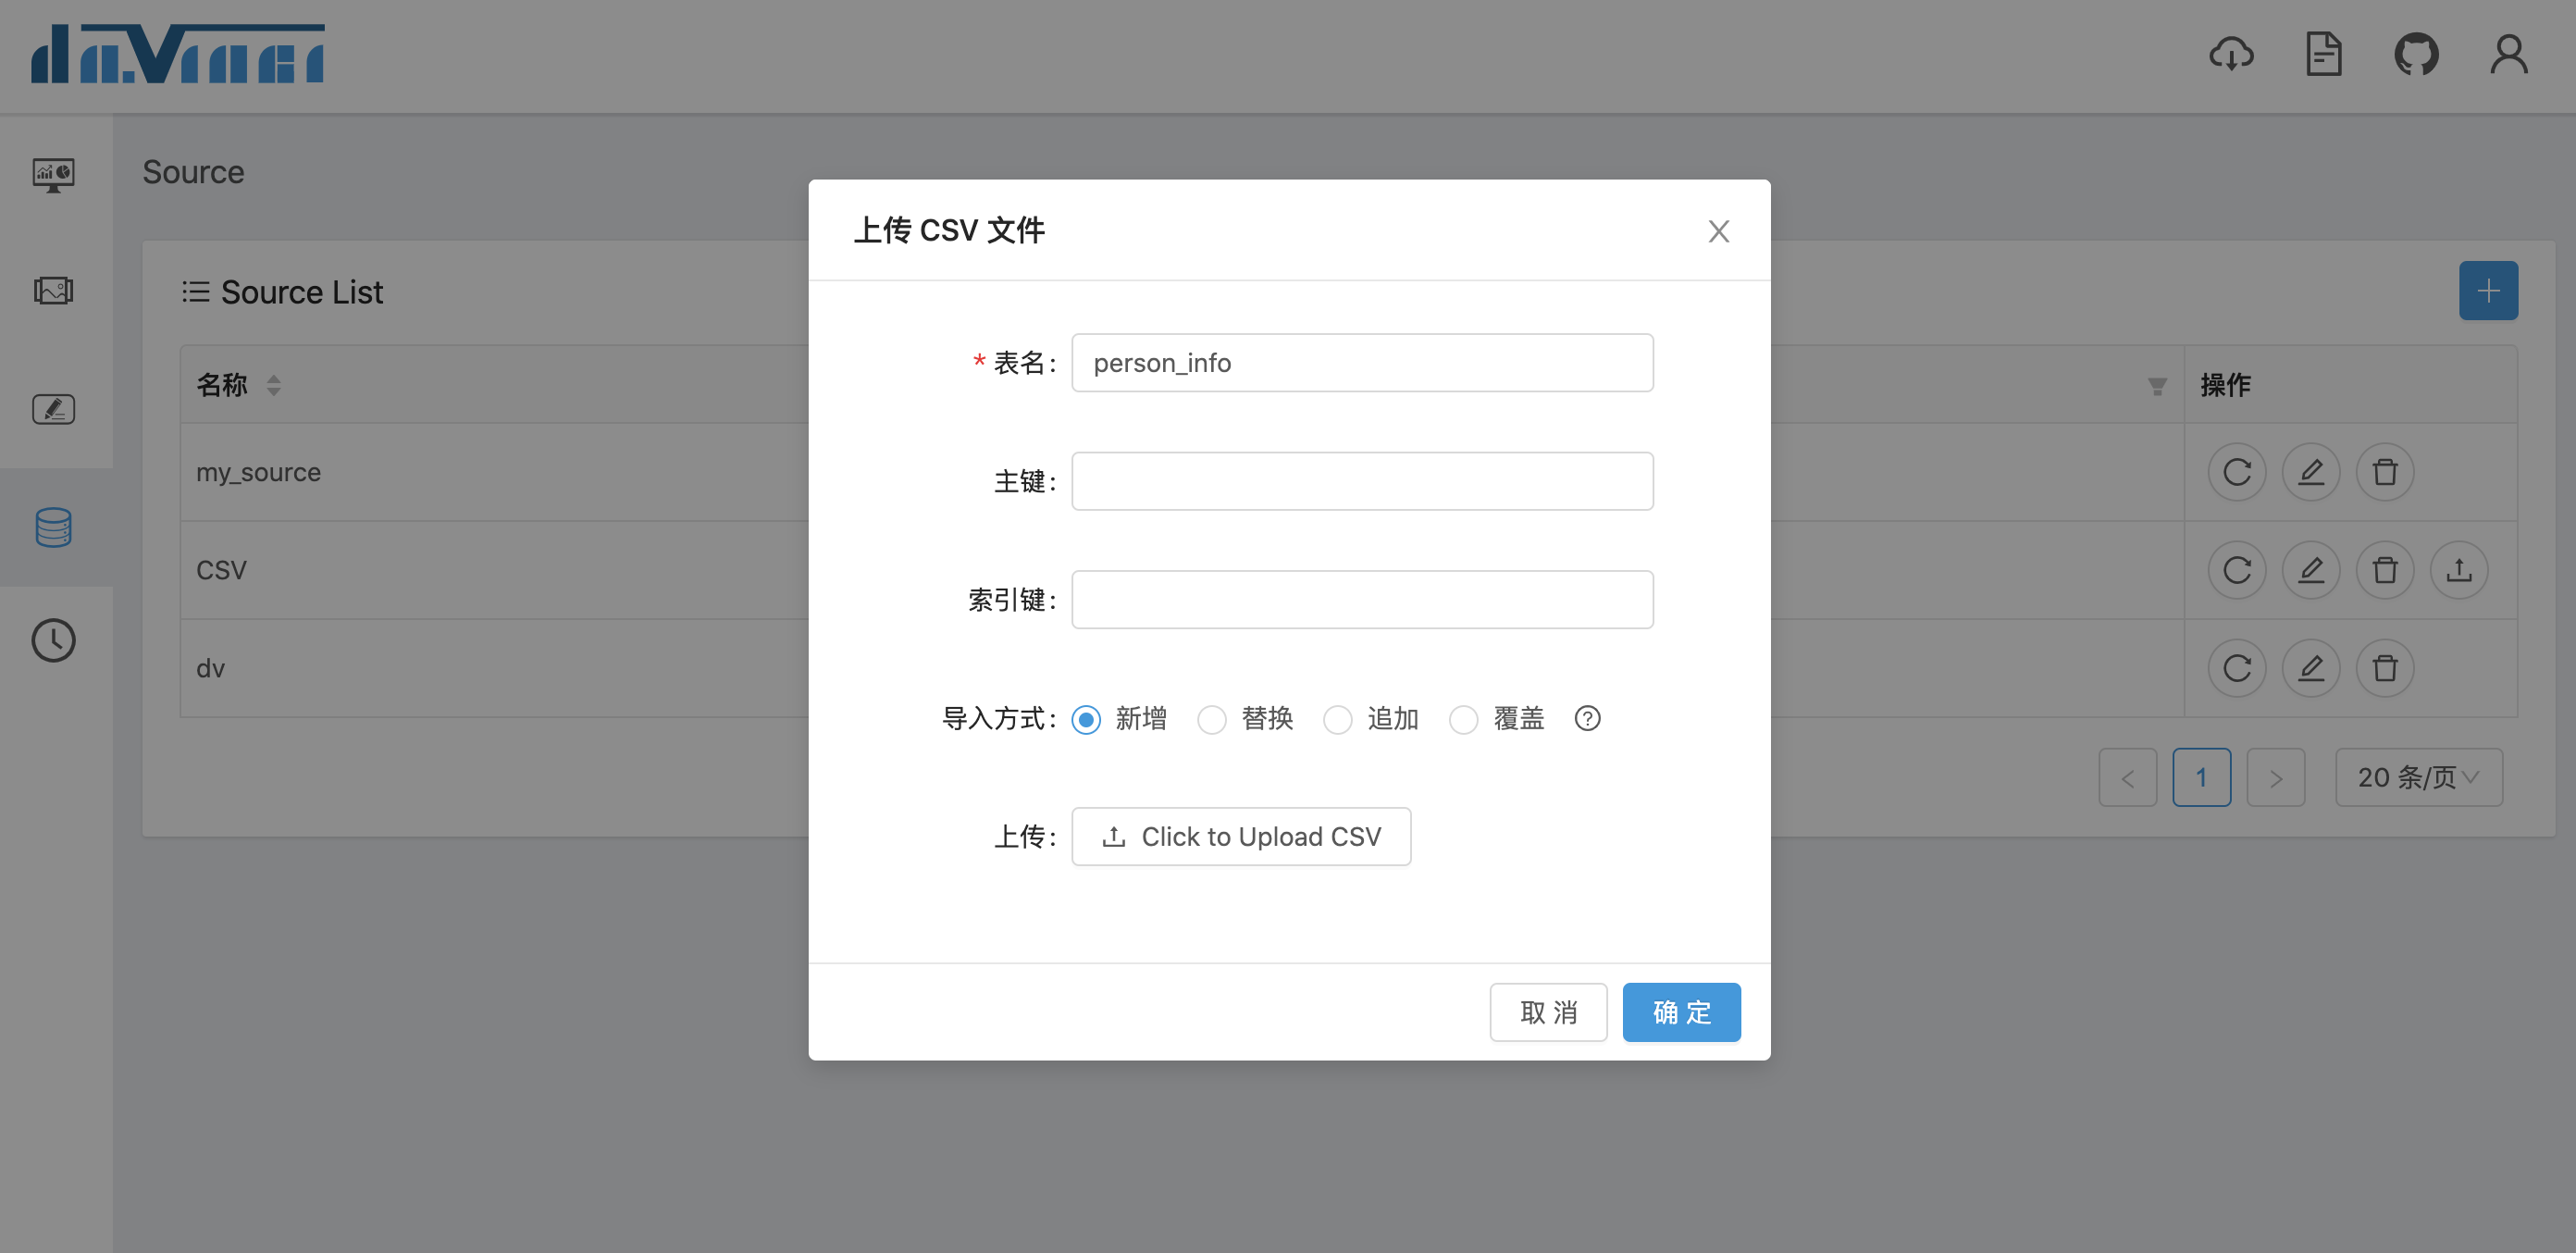 da.Vinci
Source
Source List
名称
操作
my_source
CSV
dv
1
20 条/页
上传 CSV 文件
* 表名:
person_info
主键:
索引键:
导入方式:
新增
替换
追加
覆盖
上传:
Click to Upload CSV
取 消
确 定